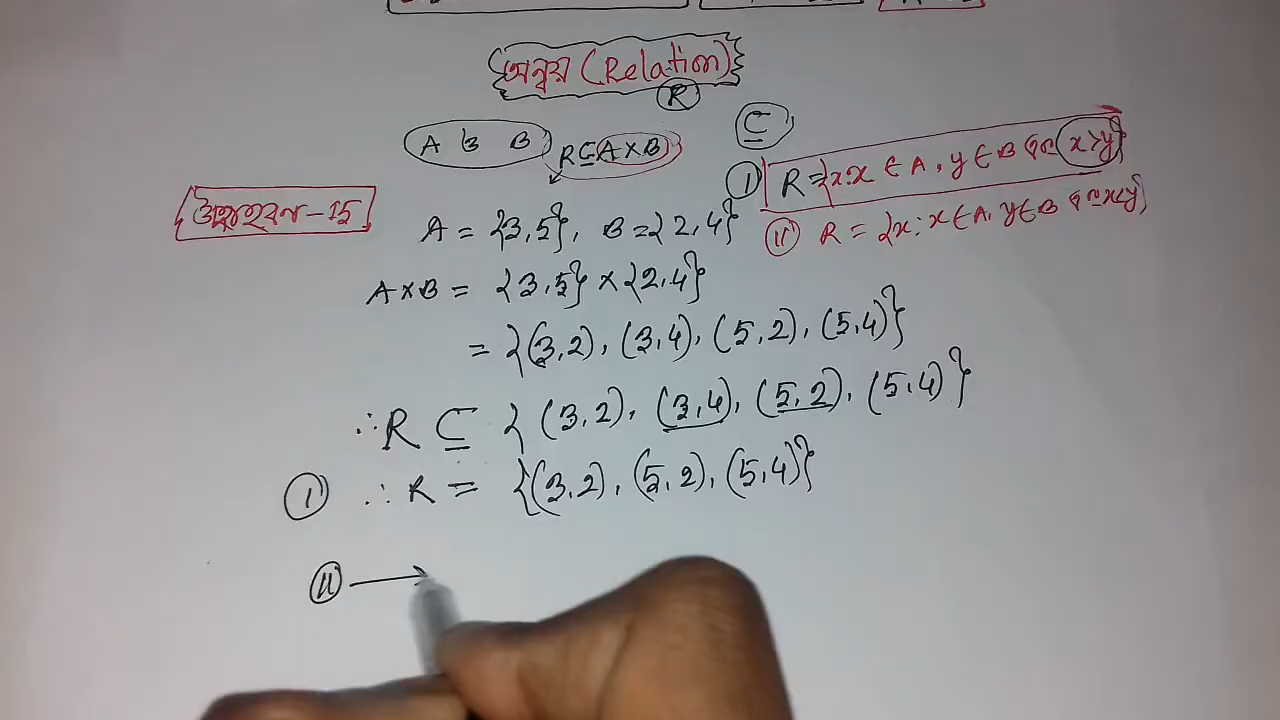 অন্বয় (Relation)
R
A ও B R⊆A×B
⊆
উদাহরণ-15
(i) R = {x:x ∈ A, y ∈ B এবং x>y}
(ii) R = {x: x∈A, y∈B এবং x<y}
A = {3,5}, B={2,4}
A×B = {3,5} × {2,4}
= {(3,2), (3,4), (5,2), (5,4)}
∴R ⊆ {(3,2), (3,4), (5,2), (5,4)}
(i) ∴ R = {(3,2), (5,2), (5,4)}
(ii) →